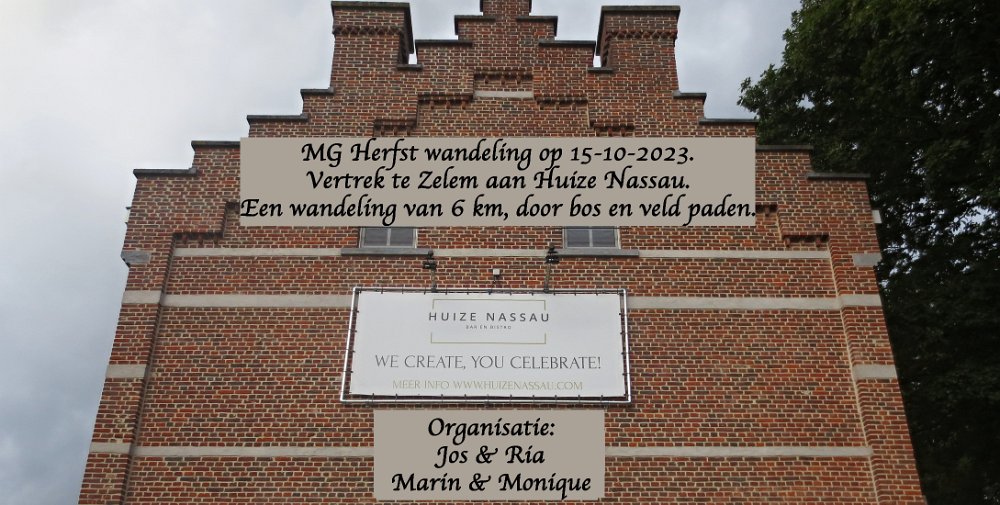 MG Herfst wandeling op 15-10-2023.
Vertrek te Zelem aan Huize Nassau.
Een wandeling van 6 km, door bos en veld paden.
HUIZE NASSAU
BAR EN BISTRO
WE CREATE, YOU CELEBRATE!
MEER INFO WWW.HUIZENASSAU.COM
Organisatie:
Jos & Ria
Marin & Monique